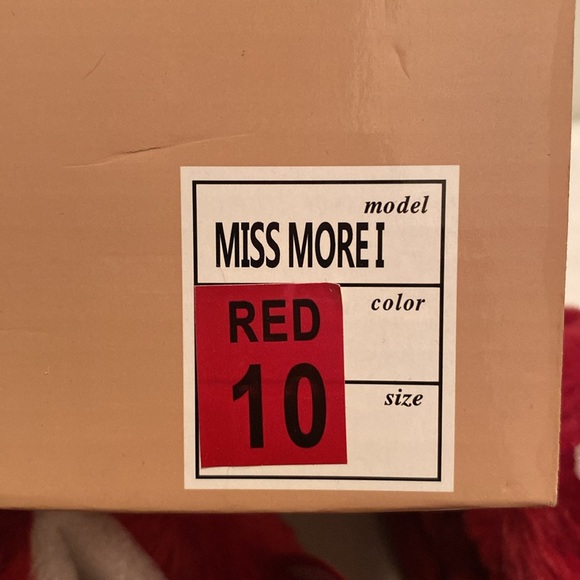 model
MISS MORE I
color
RED
size
10